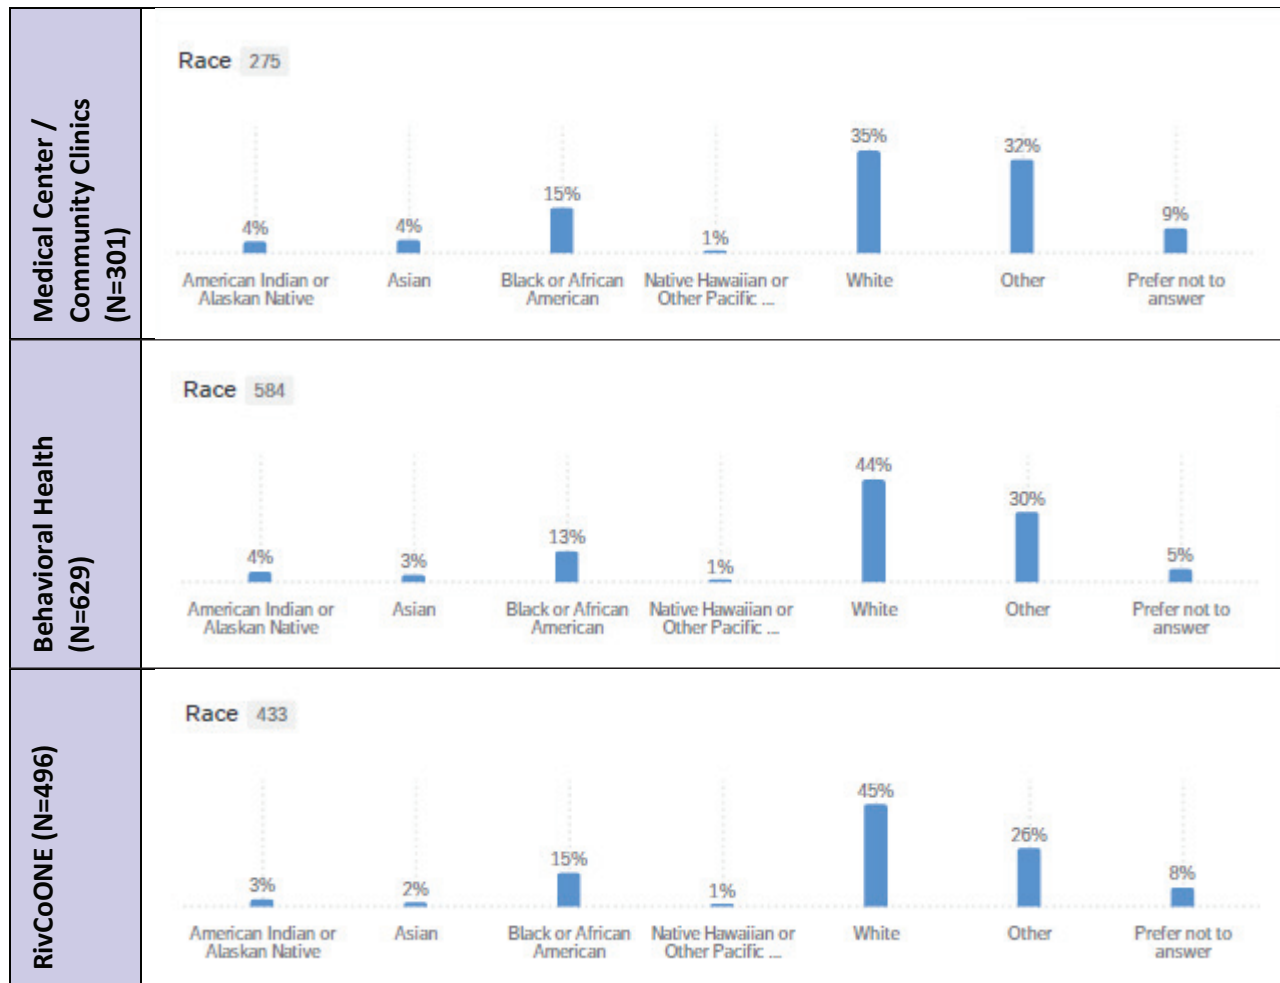 Medical Center /
Community Clinics
(N=301)
Race 275
4%
4%
15%
1%
35%
32%
9%
American Indian or
Alaskan Native
Asian
Black or African
American
Native Hawaiian or
Other Pacific ...
White
Other
Prefer not to
answer
Behavioral Health
(N=629)
Race 584
4%
3%
13%
1%
44%
30%
5%
American Indian or
Alaskan Native
Asian
Black or African
American
Native Hawaiian or
Other Pacific ...
White
Other
Prefer not to
answer
RivCoONE (N=496)
Race 433
3%
2%
15%
1%
45%
26%
8%
American Indian or
Alaskan Native
Asian
Black or African
American
Native Hawaiian or
Other Pacific ...
White
Other
Prefer not to
answer